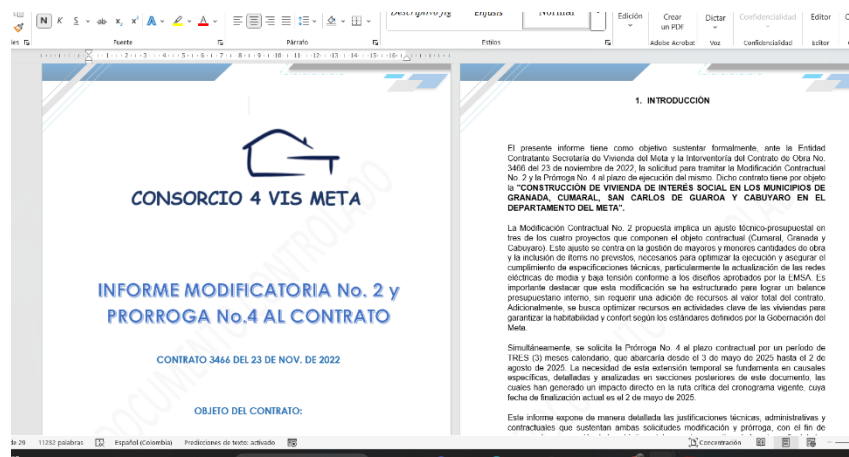 N K S ab x₂ x² A A
Descriptivo fig Énfasis Normal
Edición Crear un PDF Dictar Confidencialidad Editor
Fuente Párrafo Estilos Adobe Acrobat Voz Confidencialidad Editor
CONSORCIO 4 VIS META
INFORME MODIFICATORIA No. 2 y
PRORROGA No.4 AL CONTRATO
CONTRATO 3466 DEL 23 DE NOV. DE 2022
OBJETO DEL CONTRATO:
DOCUMENTO CONTROLADO
1. INTRODUCCIÓN
El presente informe tiene como objetivo sustentar formalmente, ante la Entidad
Contratante Secretaría de Vivienda del Meta y la Interventoría del Contrato de Obra No.
3466 del 23 de noviembre de 2022, la solicitud para tramitar la Modificación Contractual
No. 2 y la Prórroga No. 4 al plazo de ejecución del mismo. Dicho contrato tiene por objeto
la "CONSTRUCCIÓN DE VIVIENDA DE INTERÉS SOCIAL EN LOS MUNICIPIOS DE
GRANADA, CUMARAL, SAN CARLOS DE GUAROA Y CABUYARO EN EL
DEPARTAMENTO DEL META".
La Modificación Contractual No. 2 propuesta implica un ajuste técnico-presupuestal en
tres de los cuatro proyectos que componen el objeto contractual (Cumaral, Granada y
Cabuyaro). Este ajuste se centra en la gestión de mayores y menores cantidades de obra
y la inclusión de ítems no previstos, necesarios para optimizar la ejecución y asegurar el
cumplimiento de especificaciones técnicas, particularmente la actualización de las redes
eléctricas de media y baja tensión conforme a los diseños aprobados por la EMSA. Es
importante destacar que esta modificación se ha estructurado para lograr un balance
presupuestario interno, sin requerir una adición de recursos al valor total del contrato.
Adicionalmente, se busca optimizar recursos en actividades clave de las viviendas para
garantizar la habitabilidad y confort según los estándares definidos por la Gobernación del
Meta.
Simultáneamente, se solicita la Prórroga No. 4 al plazo contractual por un período de
TRES (3) meses calendario, que abarcaría desde el 3 de mayo de 2025 hasta el 2 de
agosto de 2025. La necesidad de esta extensión temporal se fundamenta en causales
específicas, detalladas y analizadas en secciones posteriores de este documento, las
cuales han generado un impacto directo en la ruta crítica del cronograma vigente, cuya
fecha de finalización actual es el 2 de mayo de 2025.
Este informe expone de manera detallada las justificaciones técnicas, administrativas y
contractuales que sustentan ambas solicitudes modificación y prórroga, con el fin de
de 29 11232 palabras Español (Colombia) Predicciones de texto: activado Concentración